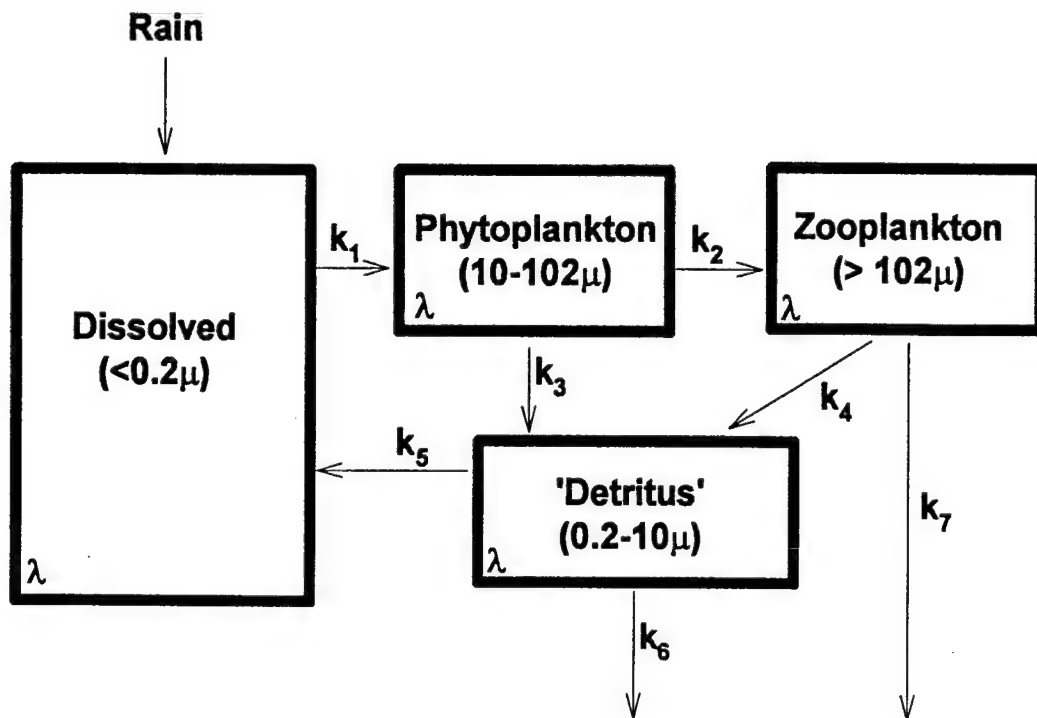 Rain
k₁
Phytoplankton
(10-102μ)
λ
k₂
Zooplankton
(> 102μ)
λ
Dissolved
(<0.2μ)
λ
k₃
k₄
k₅
'Detritus'
(0.2-10μ)
λ
k₆
k₇